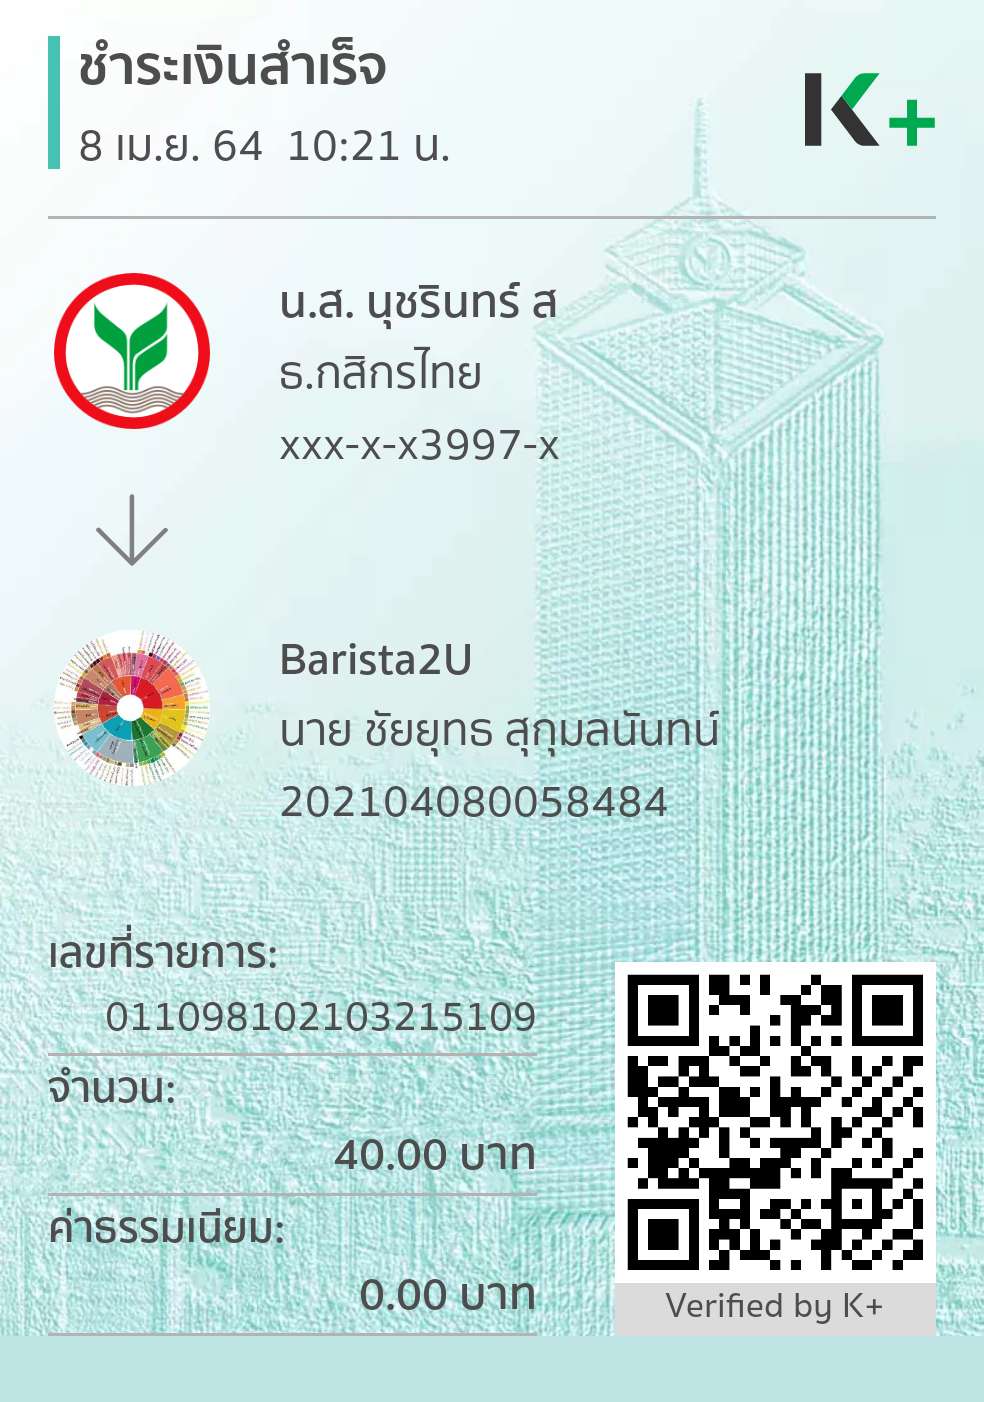 ชำระเงินสำเร็จ
8 เม.ย. 64 10:21 น.
K+
น.ส. นุชรินทร์ ส
ธ.กสิกรไทย
xxx-x-x3997-x
Barista2U
นาย ชัยยุทธ สุกุมลนันทน์
202104080058484
เลขที่รายการ:
011098102103215109
จำนวน:
40.00 บาท
ค่าธรรมเนียม:
0.00 บาท
Verified by K+